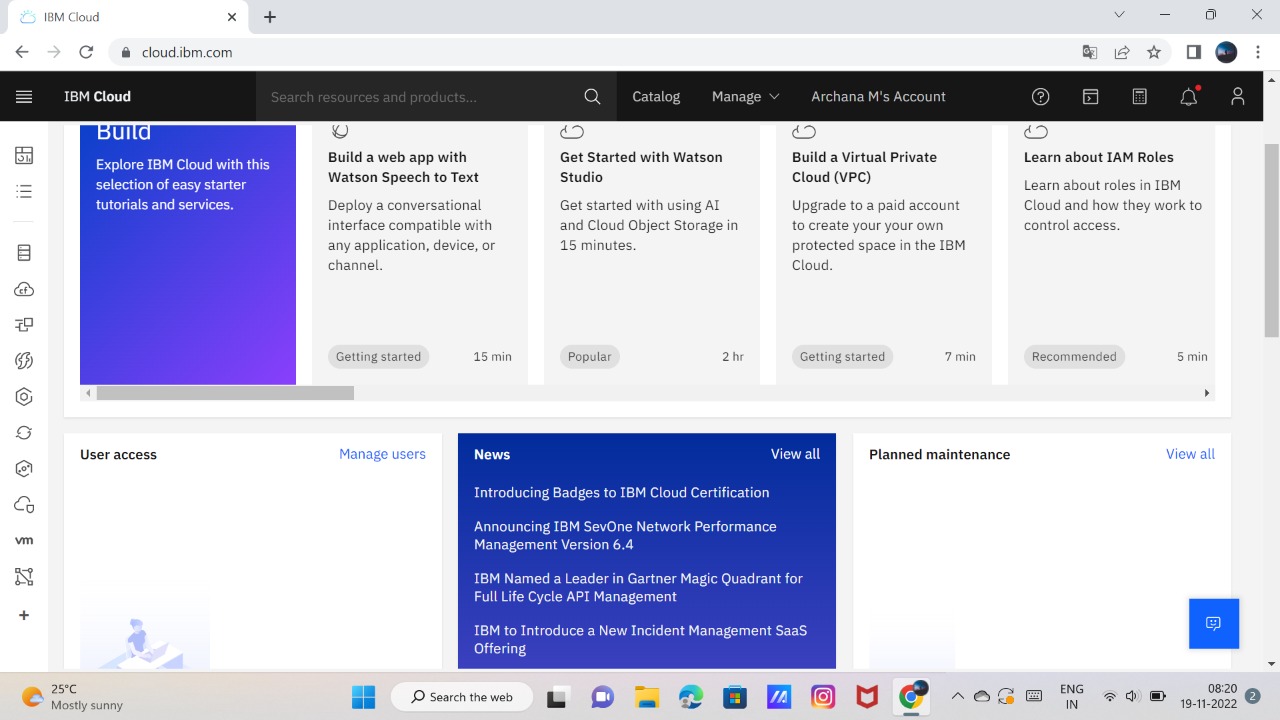 IBM Cloud
cloud.ibm.com
IBM Cloud
Search resources and products...
Catalog
Manage
Archana M's Account
Build
Explore IBM Cloud with this
selection of easy starter
tutorials and services.
Build a web app with
Watson Speech to Text
Deploy a conversational
interface compatible with
any application, device, or
channel.
Getting started
15 min
Get Started with Watson
Studio
Get started with using AI
and Cloud Object Storage in
15 minutes.
Popular
2 hr
Build a Virtual Private
Cloud (VPC)
Upgrade to a paid account
to create your your own
protected space in the IBM
Cloud.
Getting started
7 min
Learn about IAM Roles
Learn about roles in IBM
Cloud and how they work to
control access.
Recommended
5 min
cf
vm
User access
Manage users
News
View all
Introducing Badges to IBM Cloud Certification
Announcing IBM SevOne Network Performance
Management Version 6.4
IBM Named a Leader in Gartner Magic Quadrant for
Full Life Cycle API Management
IBM to Introduce a New Incident Management SaaS
Offering
Planned maintenance
View all
25°C
Mostly sunny
Search the web
ENG
IN
08:20
19-11-2022
2